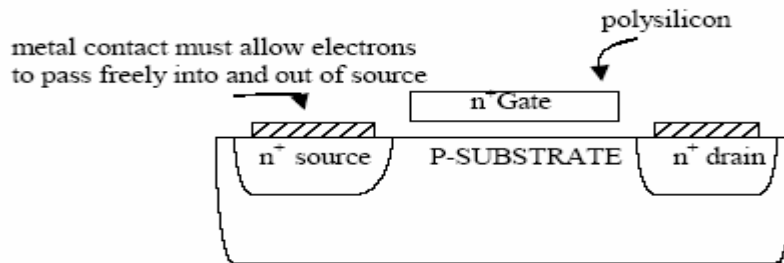 polysilicon
metal contact must allow electrons
to pass freely into and out of source
n⁺Gate
n⁺ source P-SUBSTRATE n⁺ drain